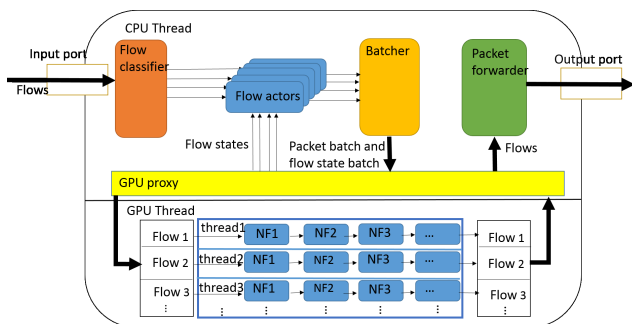 CPU Thread
Input port
Flows
Flow
classifier
Flow actors
Batcher
Packet
forwarder
Output port
Flow states
Packet batch and
flow state batch
Flows
GPU proxy
GPU Thread
Flow 1
thread1
NF1
NF2
NF3
...
Flow 1
Flow 2
thread2
NF1
NF2
NF3
...
Flow 2
Flow 3
thread3
NF1
NF2
NF3
...
Flow 3
⋮
⋮
⋮
⋮
⋮
⋮